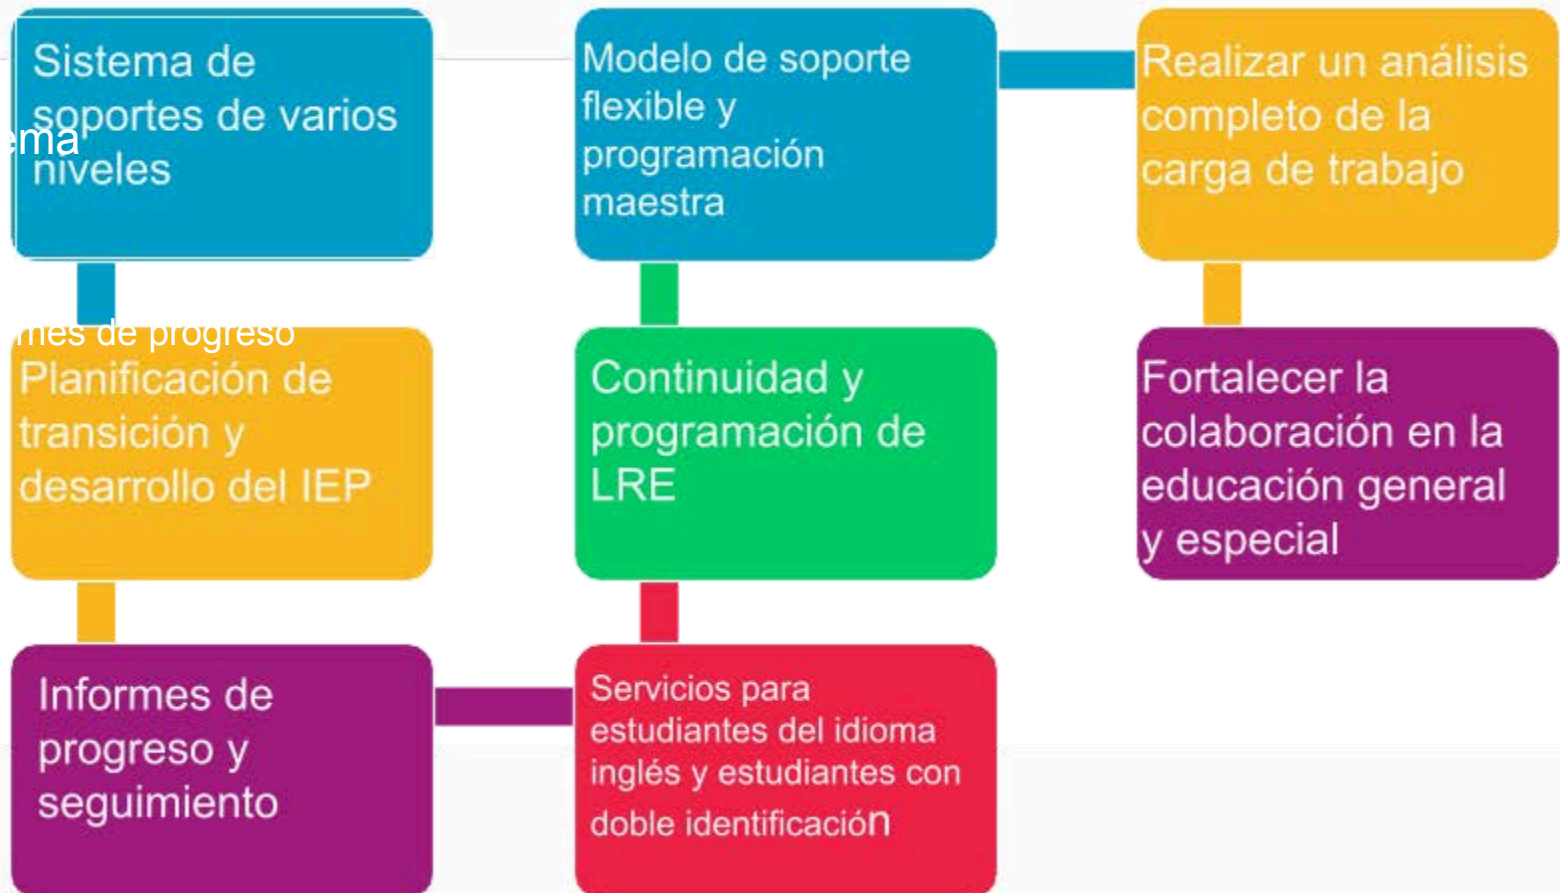 Sistema de
soportes de varios
niveles
ema
mes de progreso
Planificación de
transición y
desarrollo del IEP
Informes de
progreso y
seguimiento
Servicios para
estudiantes del idioma
inglés y estudiantes con
doble identificación
Continuidad y
programación de
LRE
Modelo de soporte
flexible y
programación
maestra
Realizar un análisis
completo de la
carga de trabajo
Fortalecer la
colaboración en la
educación general
y especial